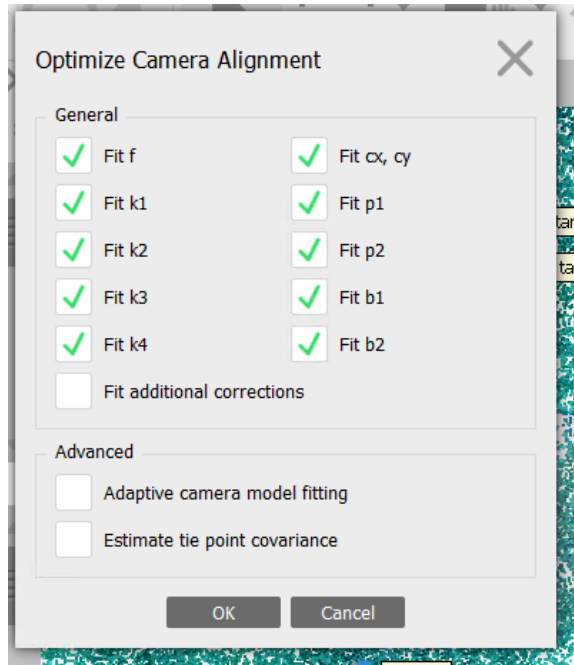 Optimize Camera Alignment
General
Fit f
Fit cx, cy
Fit k1
Fit p1
Fit k2
Fit p2
Fit k3
Fit b1
Fit k4
Fit b2
Fit additional corrections
Advanced
Adaptive camera model fitting
Estimate tie point covariance
OK
Cancel